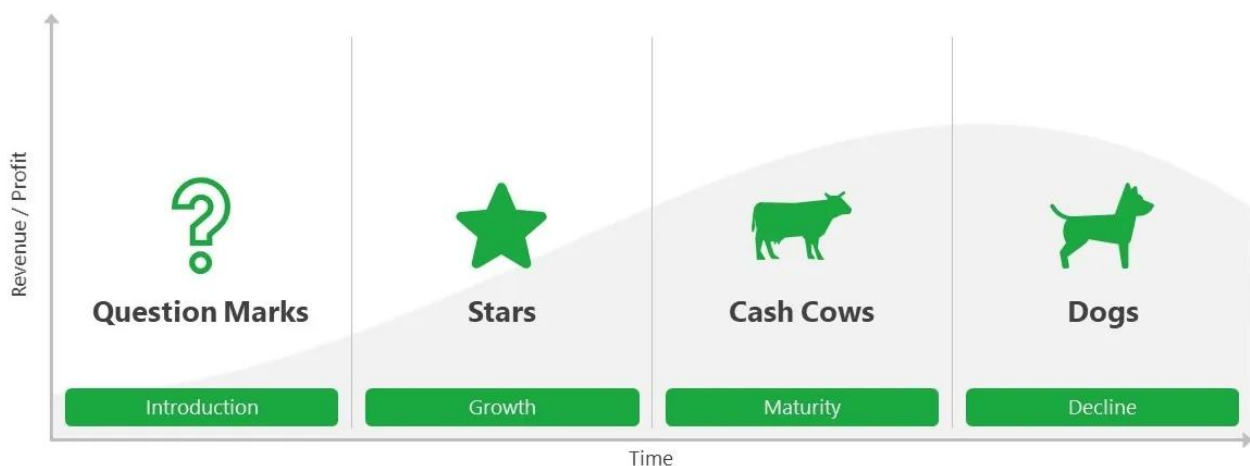 Revenue / Profit
Question Marks
Stars
Cash Cows
Dogs
Introduction
Growth
Maturity
Decline
Time